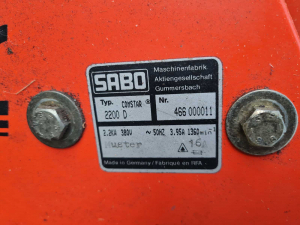 SABO
Maschinenfabrik
Aktiengesellschaft
Gummersbach
Typ. COMSTAR ®
2200 D
Nr. 466 000011
2.2KW 380V ~ 50HZ 3.95A 1360min⁻¹
Muster
Made in Germany / Fabriqué en RFA